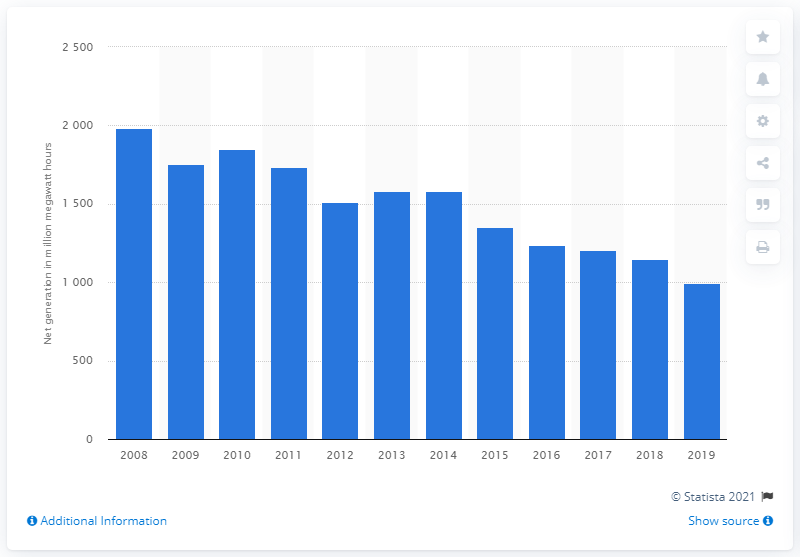 2 500
2 000
1 500
1 000
500
0
Net generation in million megawatt hours
2008 2009 2010 2011 2012 2013 2014 2015 2016 2017 2018 2019
© Statista 2021
Additional Information
Show source